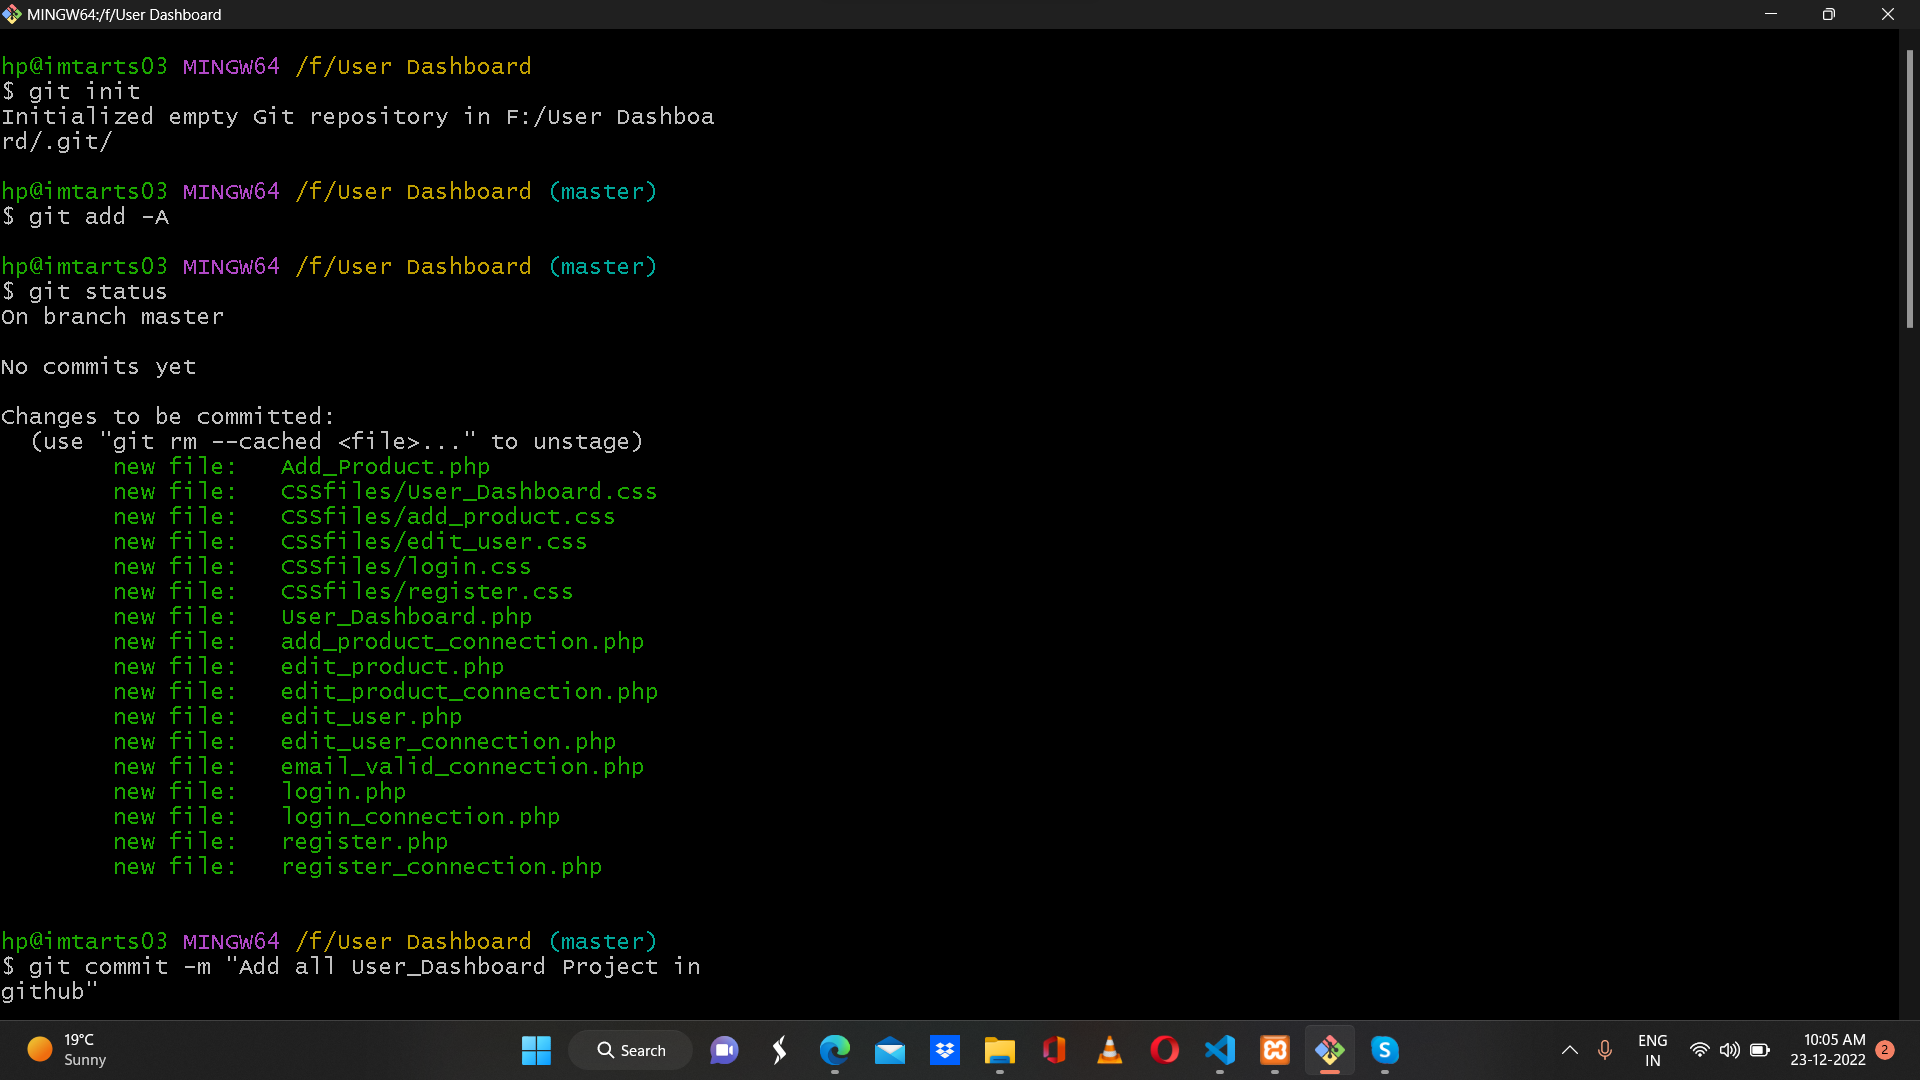 MINGW64:/f/User Dashboard
hp@imtarts03 MINGW64 /f/User Dashboard
$ git init
Initialized empty Git repository in F:/User Dashboa
rd/.git/
hp@imtarts03 MINGW64 /f/User Dashboard (master)
$ git add -A
hp@imtarts03 MINGW64 /f/User Dashboard (master)
$ git status
On branch master
No commits yet
Changes to be committed:
(use "git rm --cached <file>..." to unstage)
new file: Add_Product.php
new file: CSSfiles/User_Dashboard.css
new file: CSSfiles/add_product.css
new file: CSSfiles/edit_user.css
new file: CSSfiles/login.css
new file: CSSfiles/register.css
new file: User_Dashboard.php
new file: add_product_connection.php
new file: edit_product.php
new file: edit_product_connection.php
new file: edit_user.php
new file: edit_user_connection.php
new file: email_valid_connection.php
new file: login.php
new file: login_connection.php
new file: register.php
new file: register_connection.php
hp@imtarts03 MINGW64 /f/User Dashboard (master)
$ git commit -m "Add all User_Dashboard Project in
github"
19°C
Sunny
Search
ENG
IN
10:05 AM
23-12-2022
2